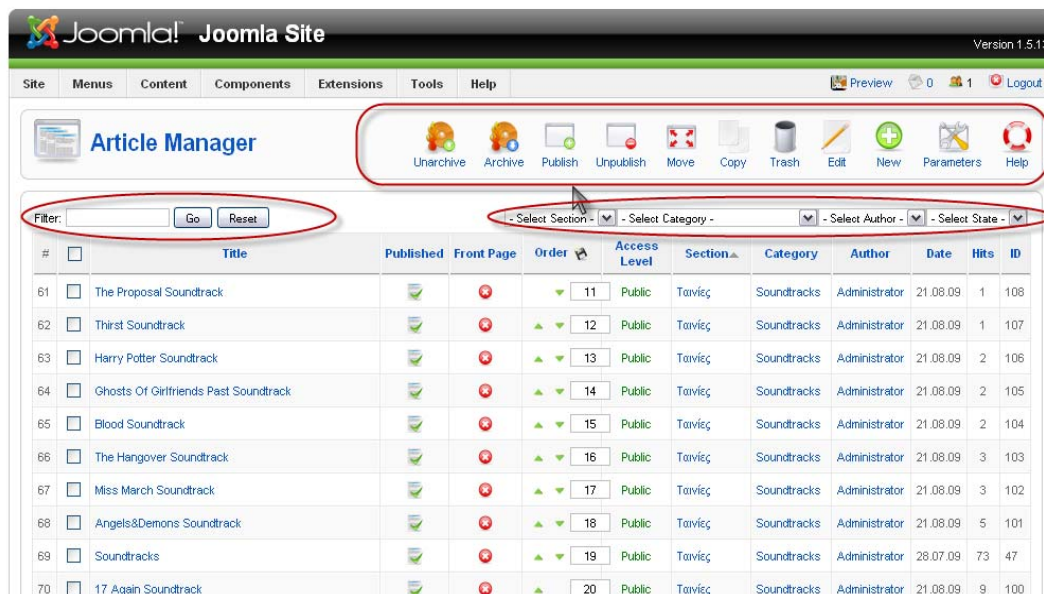 Joomla! Joomla Site
Version 1.5.13
Site Menus Content Components Extensions Tools Help Preview 0 1 Logout
Article Manager Unarchive Archive Publish Unpublish Move Copy Trash Edit New Parameters Help
Filter: Go Reset - Select Section - - Select Category - - Select Author - - Select State -
# Title Published Front Page Order Access Level Section Category Author Date Hits ID
61 The Proposal Soundtrack 11 Public Ταινίες Soundtracks Administrator 21.08.09 1 108
62 Thirst Soundtrack 12 Public Ταινίες Soundtracks Administrator 21.08.09 1 107
63 Harry Potter Soundtrack 13 Public Ταινίες Soundtracks Administrator 21.08.09 2 106
64 Ghosts Of Girlfriends Past Soundtrack 14 Public Ταινίες Soundtracks Administrator 21.08.09 2 105
65 Blood Soundtrack 15 Public Ταινίες Soundtracks Administrator 21.08.09 2 104
66 The Hangover Soundtrack 16 Public Ταινίες Soundtracks Administrator 21.08.09 3 103
67 Miss March Soundtrack 17 Public Ταινίες Soundtracks Administrator 21.08.09 3 102
68 Angels&Demons Soundtrack 18 Public Ταινίες Soundtracks Administrator 21.08.09 5 101
69 Soundtracks 19 Public Ταινίες Soundtracks Administrator 28.07.09 73 47
70 17 Again Soundtrack 20 Public Ταινίες Soundtracks Administrator 21.08.09 9 100